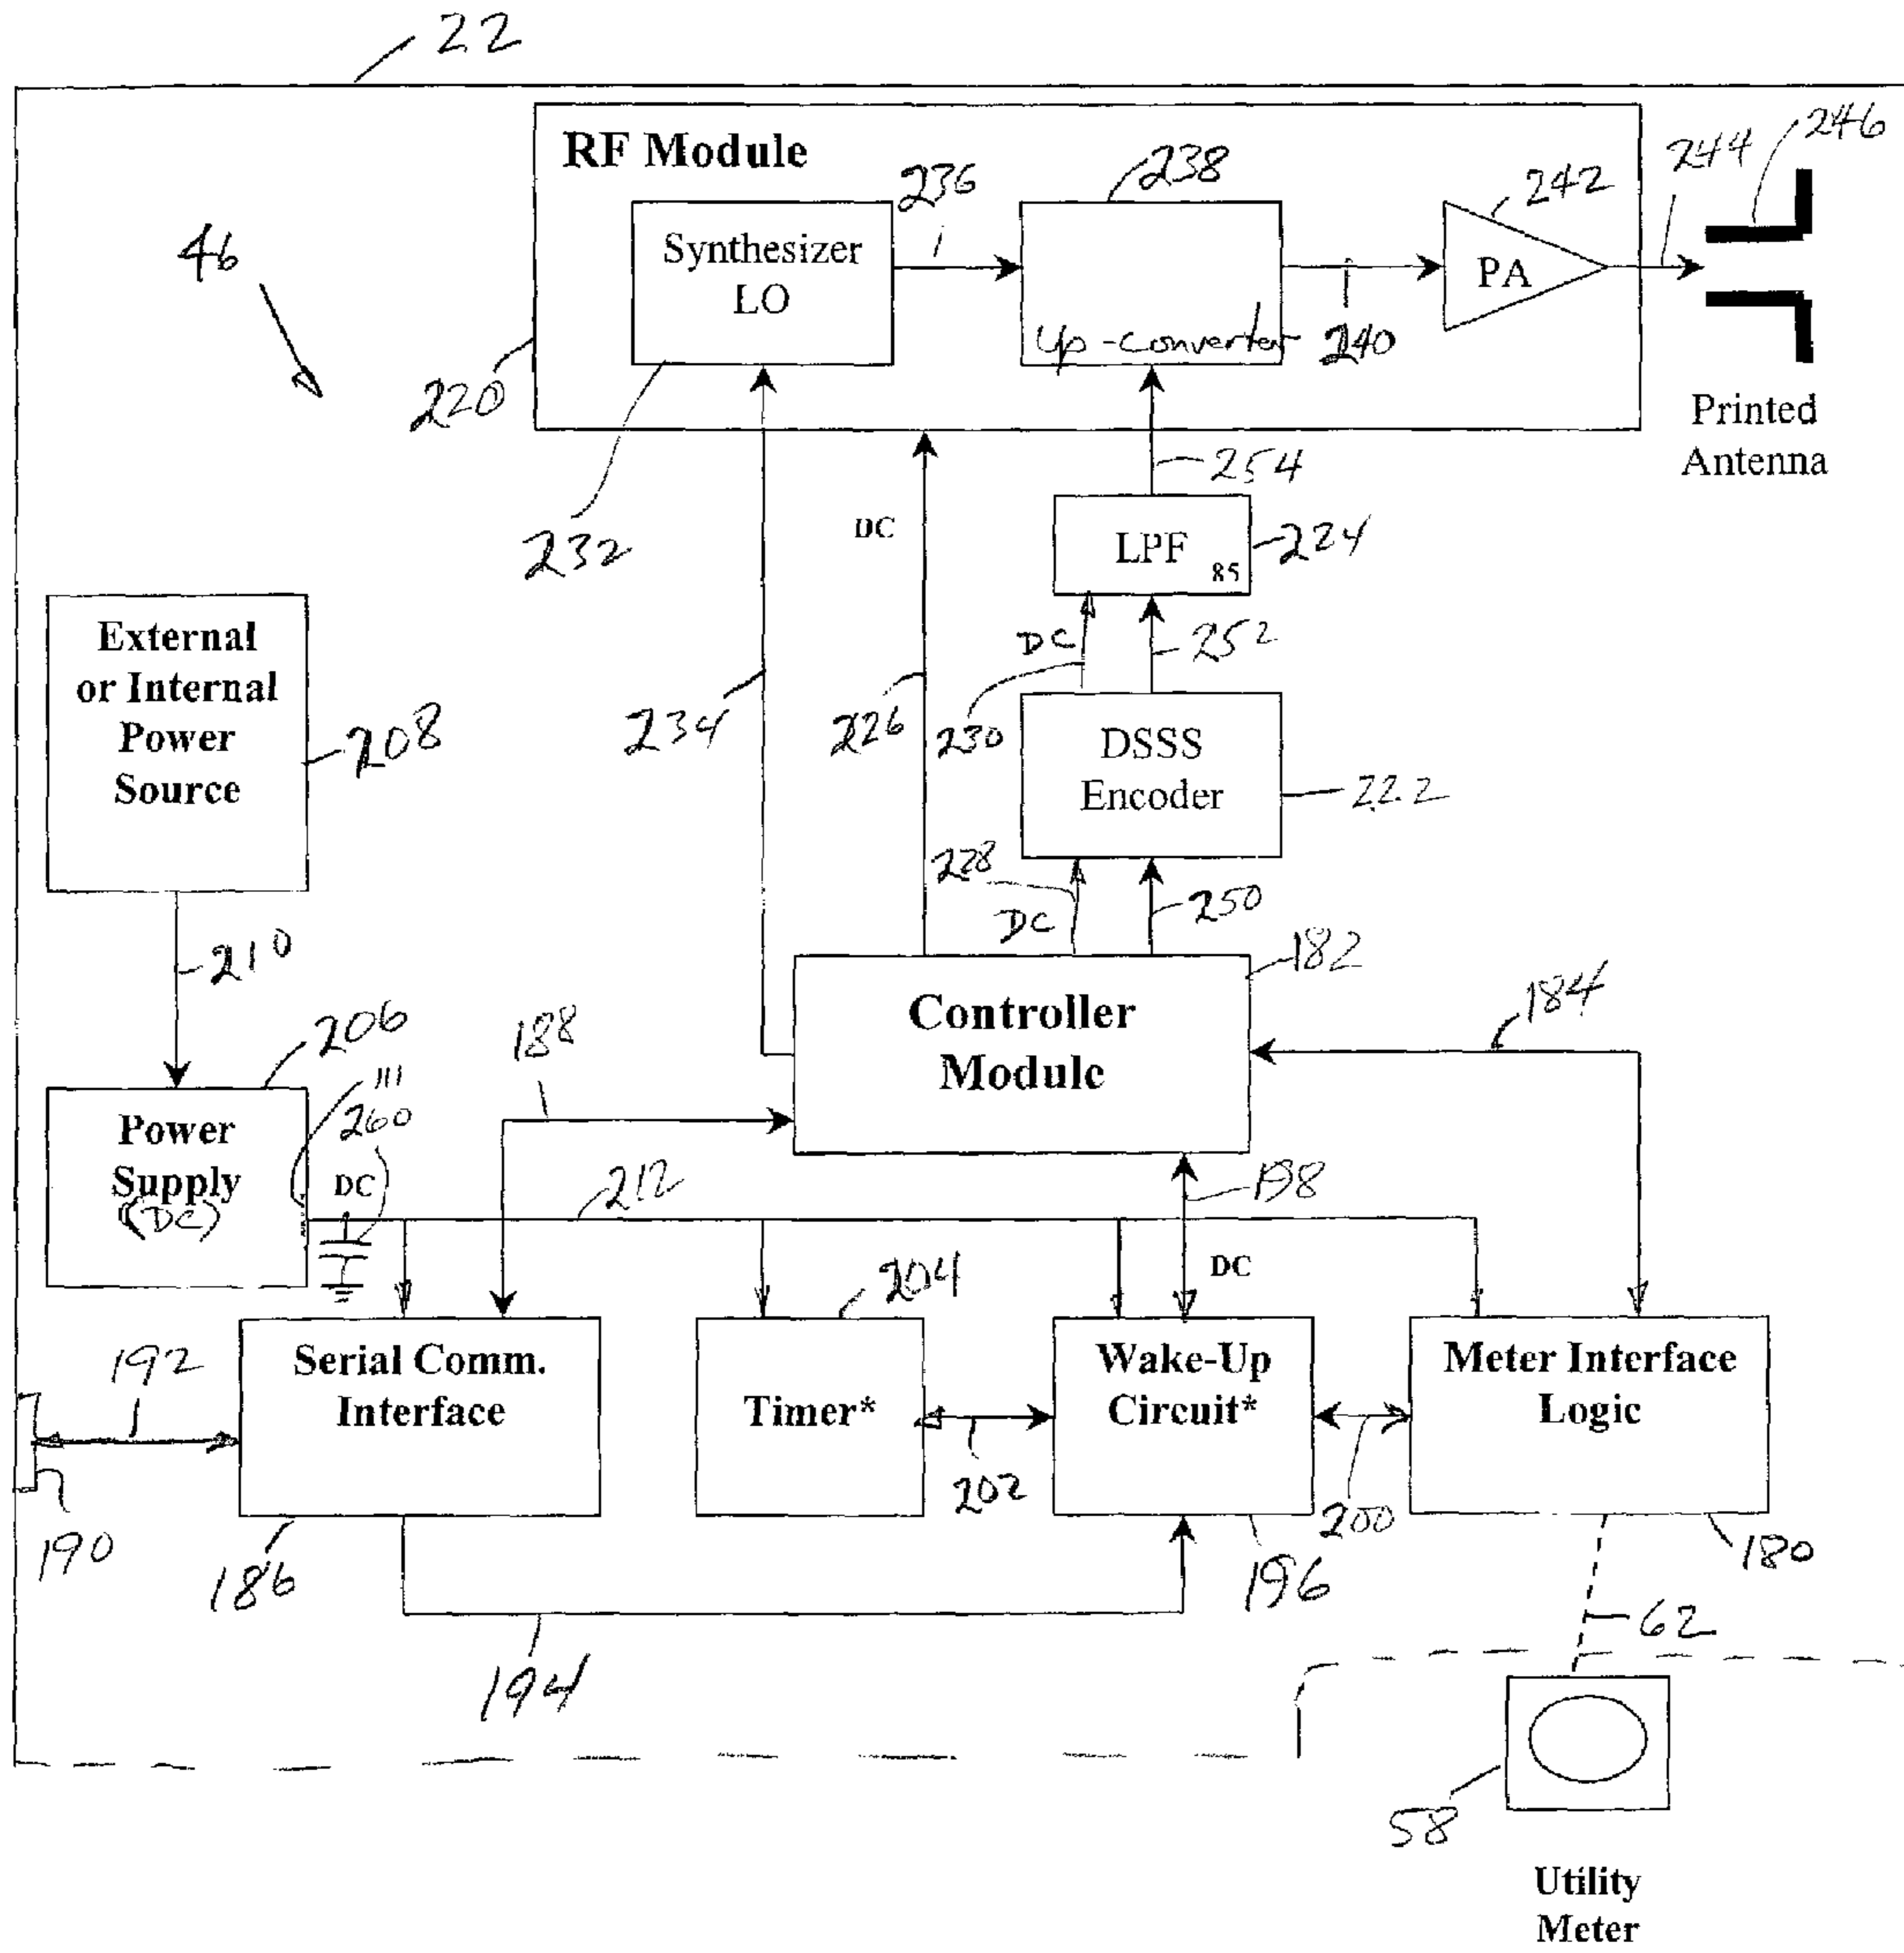 22
RF Module
246
244
236
238
242
46
Synthesizer
LO
PA
Up-converter
240
220
Printed
Antenna
254
DC
LPF
85
224
232
External
or Internal
Power
Source
DC
252
208
234
226
230
DSSS
Encoder
222
228
DC
250
210
182
Controller
Module
184
206
188
111
260
Power
Supply
(DC)
DC
212
198
204
DC
192
Serial Comm.
Interface
Timer*
Wake-Up
Circuit*
Meter Interface
Logic
202
200
190
186
196
180
194
62
58
Utility
Meter